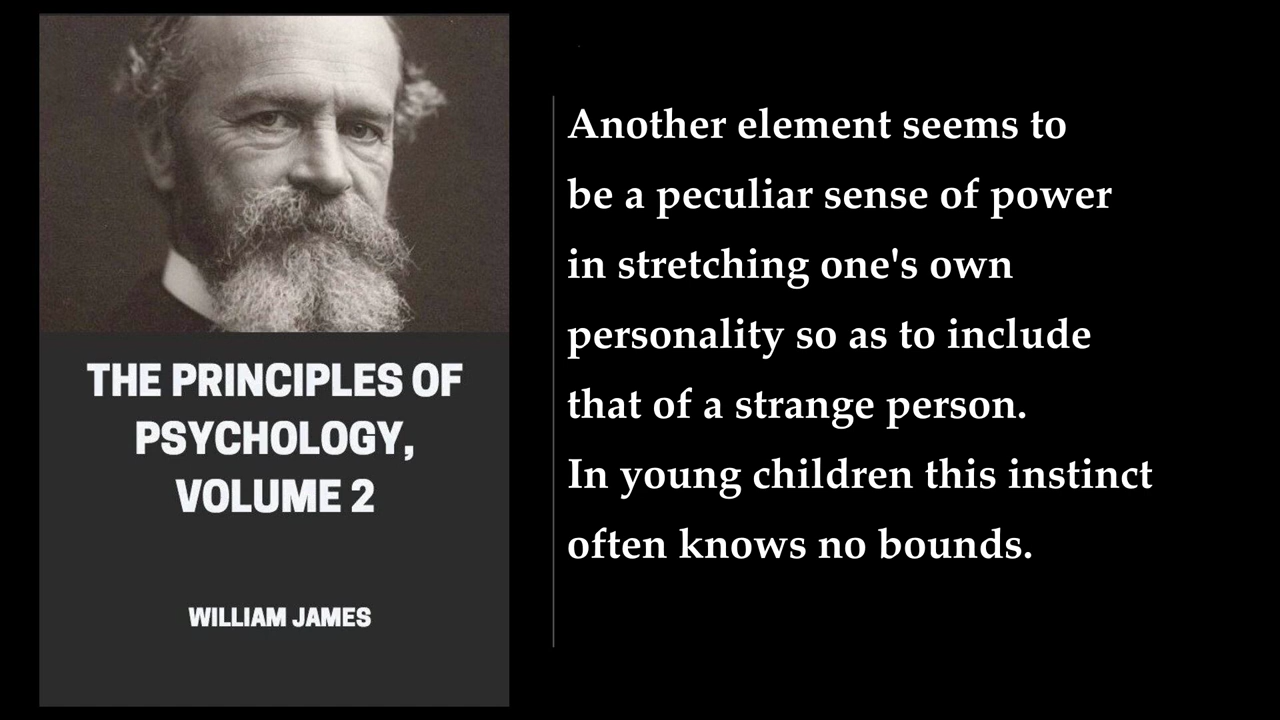 THE PRINCIPLES OF
PSYCHOLOGY,
VOLUME 2
WILLIAM JAMES
Another element seems to
be a peculiar sense of power
in stretching one's own
personality so as to include
that of a strange person.
In young children this instinct
often knows no bounds.